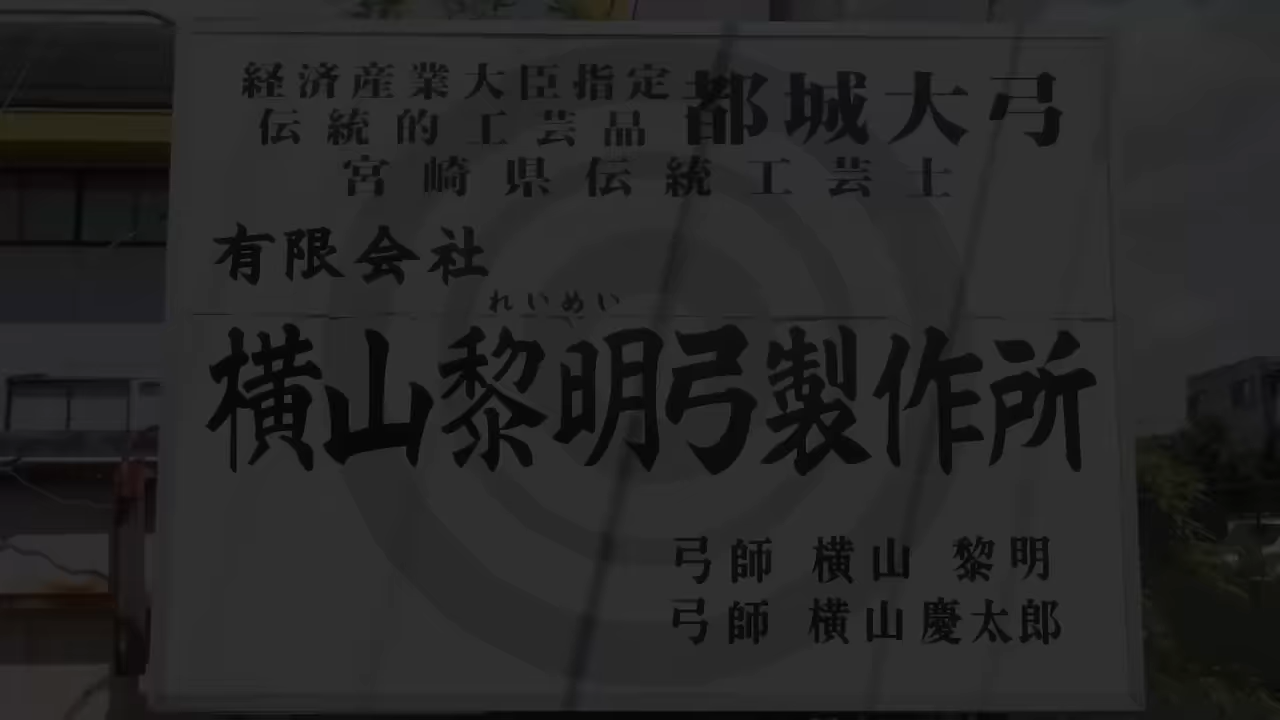 経済産業大臣指定
伝統的工芸品 都城大弓
宮崎県伝統工芸士
有限会社
れいめい
横山黎明弓製作所
弓師 横山 黎明
弓師 横山慶太郎